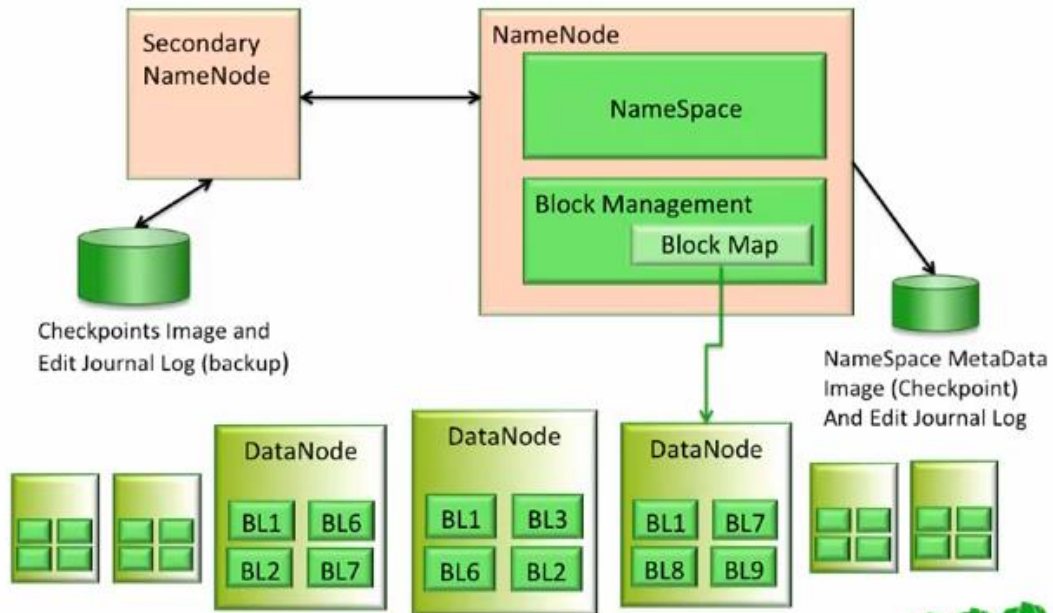 Secondary
NameNode
NameNode
NameSpace
Block Management
Block Map
Checkpoints Image and
Edit Journal Log (backup)
NameSpace MetaData
Image (Checkpoint)
And Edit Journal Log
DataNode
BL1 BL6
BL2 BL7
DataNode
BL1 BL3
BL6 BL2
DataNode
BL1 BL7
BL8 BL9